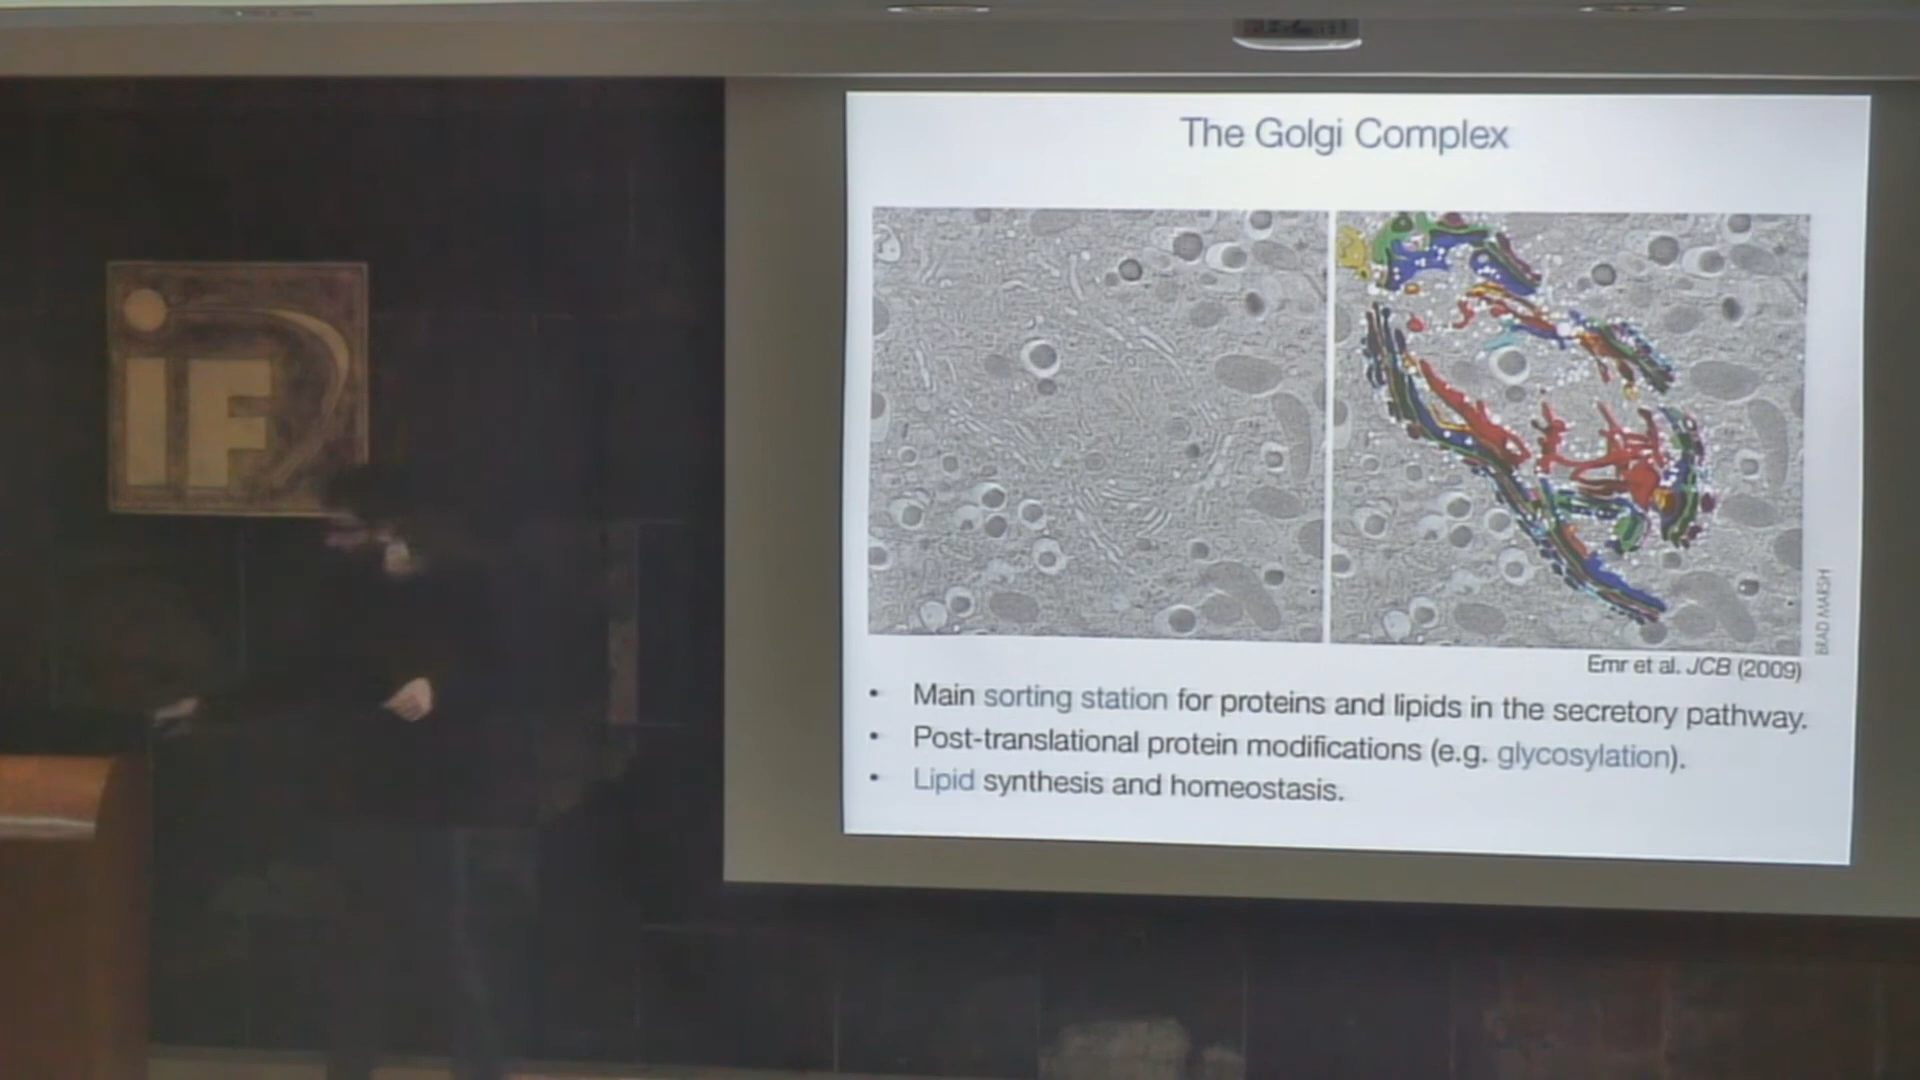 The Golgi Complex
iF
BRAD MARSH
Emr et al. JCB (2009)
• Main sorting station for proteins and lipids in the secretory pathway.
• Post-translational protein modifications (e.g. glycosylation).
• Lipid synthesis and homeostasis.